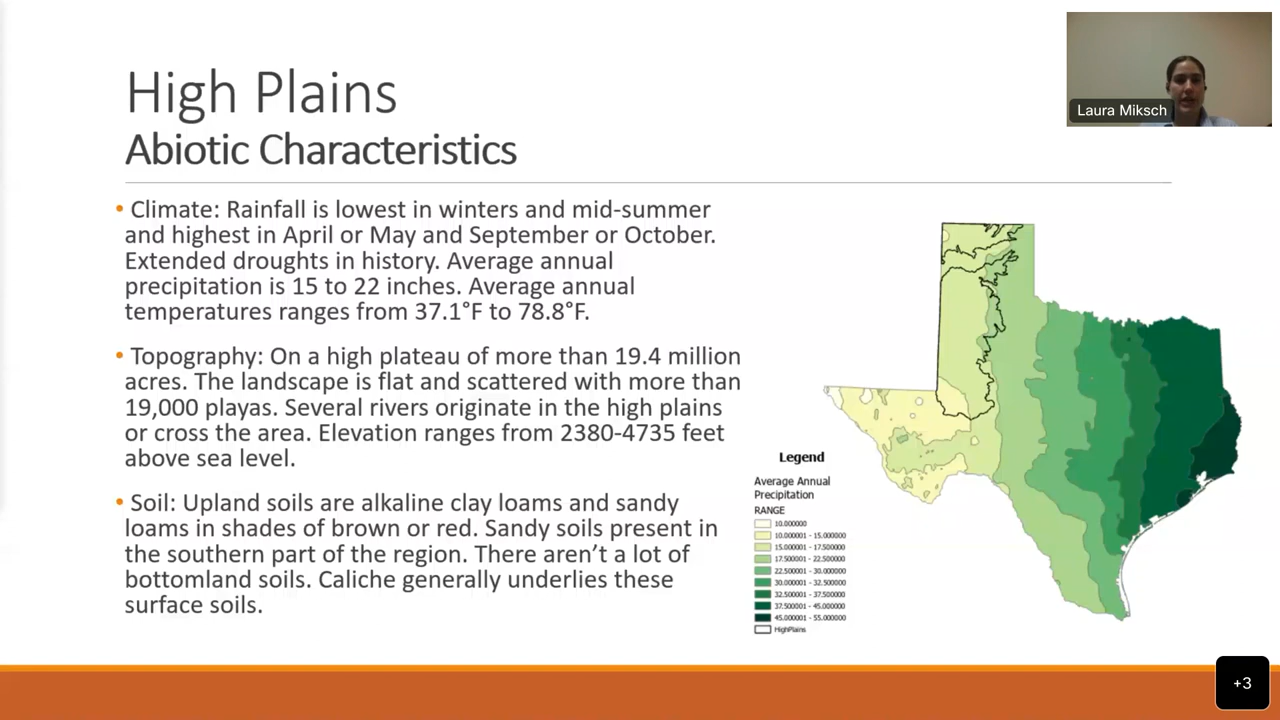 High Plains
Abiotic Characteristics
• Climate: Rainfall is lowest in winters and mid-summer
and highest in April or May and September or October.
Extended droughts in history. Average annual
precipitation is 15 to 22 inches. Average annual
temperatures ranges from 37.1°F to 78.8°F.
• Topography: On a high plateau of more than 19.4 million
acres. The landscape is flat and scattered with more than
19,000 playas. Several rivers originate in the high plains
or cross the area. Elevation ranges from 2380-4735 feet
above sea level.
• Soil: Upland soils are alkaline clay loams and sandy
loams in shades of brown or red. Sandy soils present in
the southern part of the region. There aren’t a lot of
bottomland soils. Caliche generally underlies these
surface soils.
Legend
Average Annual
Precipitation
RANGE
10.000000
10.000001 - 15.000000
15.000001 - 17.500000
17.500001 - 22.500000
22.500001 - 30.000000
30.000001 - 32.500000
32.500001 - 37.500000
37.500001 - 45.000000
45.000001 - 55.000000
HighPlains
Laura Miksch
+3